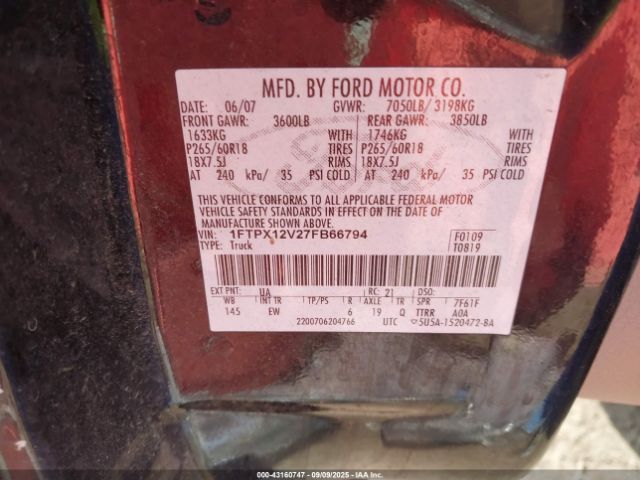 MFD. BY FORD MOTOR CO.
DATE: 06/07 GVWR: 7050LB/ 3198KG
FRONT GAWR: 3600LB REAR GAWR: 3850LB
1633KG WITH 1746KG WITH
P265/60R18 TIRES P265/60R18 TIRES
18X7.5J RIMS 18X7.5J RIMS
AT 240 kPa/ 35 PSI COLD AT 240 kPa/ 35 PSI COLD
THIS VEHICLE CONFORMS TO ALL APPLICABLE FEDERAL MOTOR
VEHICLE SAFETY STANDARDS IN EFFECT ON THE DATE OF
MANUFACTURE SHOWN ABOVE.
VIN: 1FTPX12V27FB66794 F0109
TYPE: Truck T0819
EXT PNT: UA RC: 21 DSO:
WB INT TR TP/PS R AXLE TR SPR 7F61F
145 EW 6 19 Q TTRR A0A
2200706204766 UTC 5U5A-1520472-BA
000-43160747 - 09/09/2025 - IAAI.COM